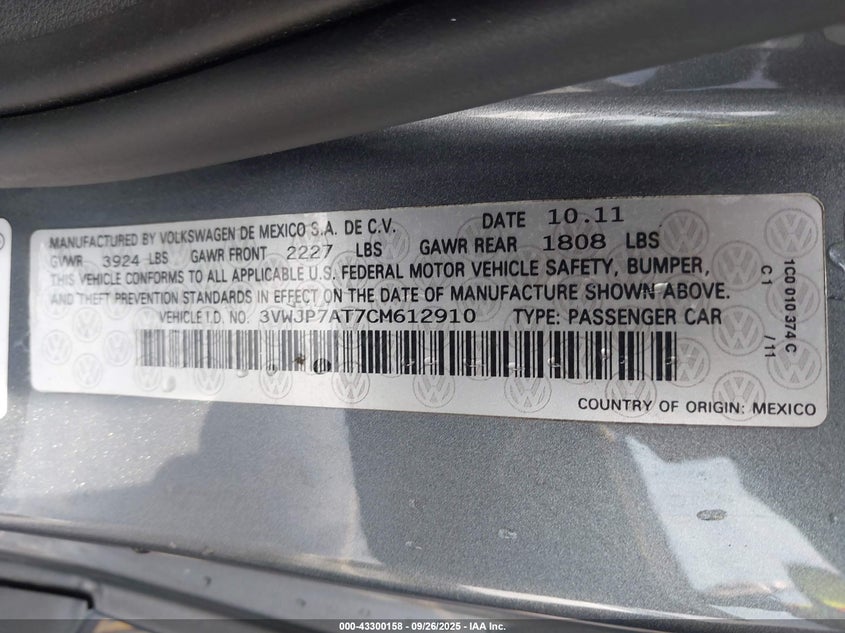 MANUFACTURED BY VOLKSWAGEN DE MEXICO S.A. DE C.V. DATE 10.11
GVWR 3924 LBS GAWR FRONT 2227 LBS GAWR REAR 1808 LBS
THIS VEHICLE CONFORMS TO ALL APPLICABLE U.S. FEDERAL MOTOR VEHICLE SAFETY, BUMPER,
AND THEFT PREVENTION STANDARDS IN EFFECT ON THE DATE OF MANUFACTURE SHOWN ABOVE.
VEHICLE I.D. NO. 3VWJP7AT7CM612910 TYPE: PASSENGER CAR
COUNTRY OF ORIGIN: MEXICO
1C0 010 374 C
C 1 /11
000-43300158 - 09/26/2025 - IAA Inc.